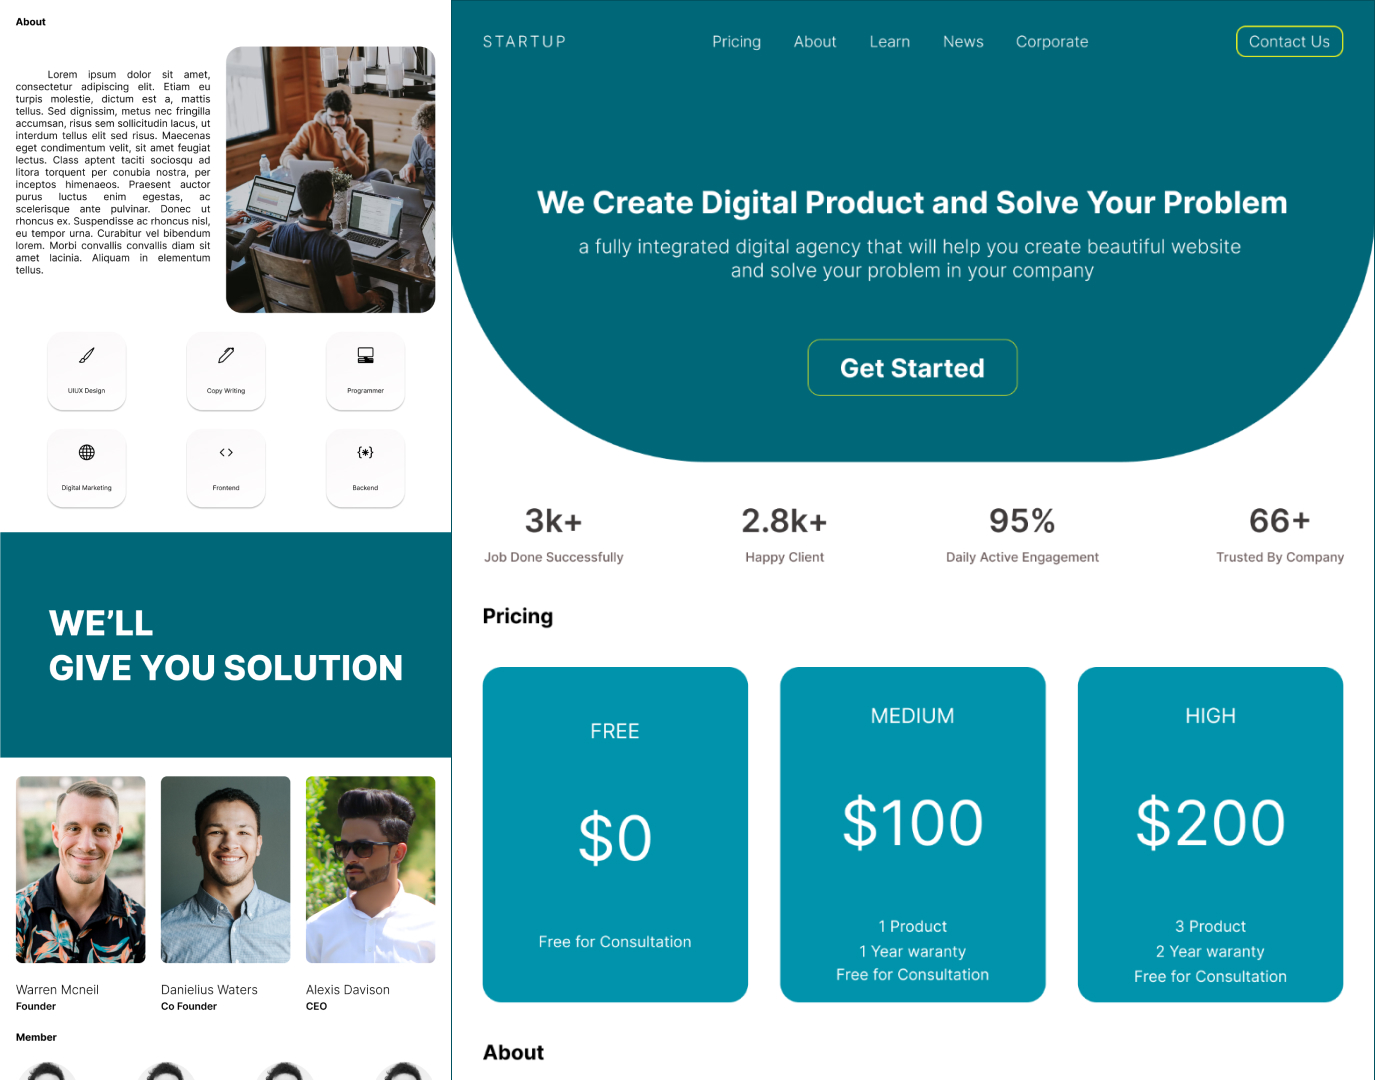 About
Lorem ipsum dolor sit amet,
consectetur adipiscing elit. Etiam eu
turpis molestie, dictum est a, mattis
tellus. Sed dignissim, metus nec fringilla
accumsan, risus sem sollicitudin lacus, ut
interdum tellus elit sed risus. Maecenas
eget condimentum velit, sit amet feugiat
lectus. Class aptent taciti sociosqu ad
litora torquent per conubia nostra, per
inceptos himenaeos. Praesent auctor
purus luctus enim egestas, ac
scelerisque ante pulvinar. Donec ut
rhoncus ex. Suspendisse ac rhoncus nisl,
eu tempor urna. Curabitur vel bibendum
lorem. Morbi convallis convallis diam sit
amet lacinia. Aliquam in elementum
tellus.
UIUX Design
Copy Writing
Programmer
Digital Marketing
Frontend
Backend
WE’LL
GIVE YOU SOLUTION
Warren Mcneil
Founder
Danielius Waters
Co Founder
Alexis Davison
CEO
Member
STARTUP
Pricing
About
Learn
News
Corporate
Contact Us
We Create Digital Product and Solve Your Problem
a fully integrated digital agency that will help you create beautiful website
and solve your problem in your company
Get Started
3k+
Job Done Successfully
2.8k+
Happy Client
95%
Daily Active Engagement
66+
Trusted By Company
Pricing
FREE
$0
Free for Consultation
MEDIUM
$100
1 Product
1 Year waranty
Free for Consultation
HIGH
$200
3 Product
2 Year waranty
Free for Consultation
About